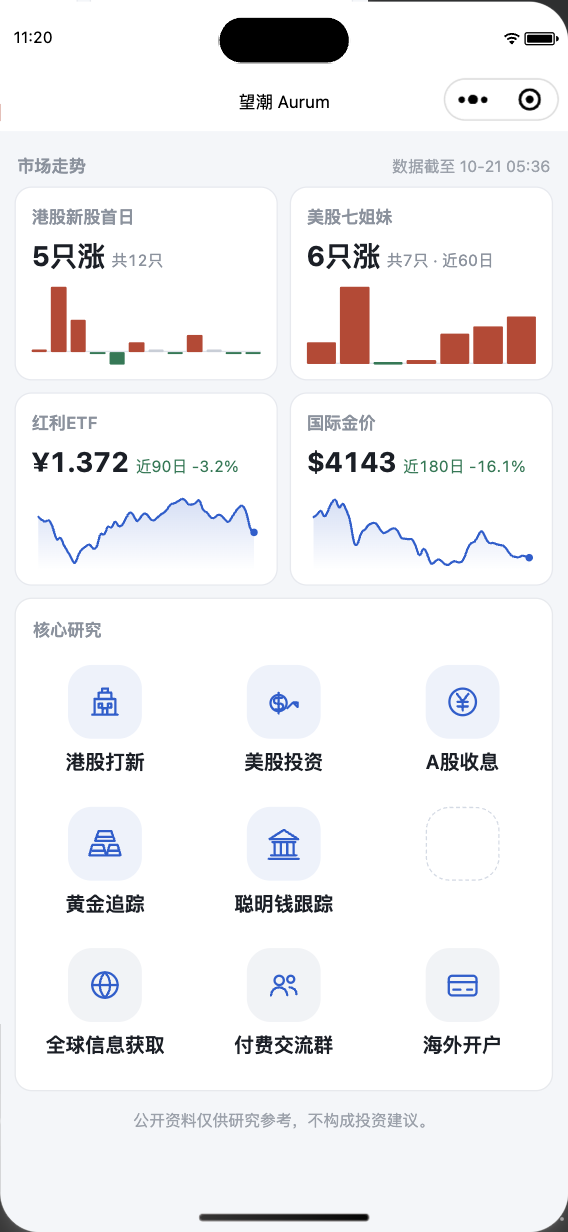 11:20
望潮 Aurum
市场走势
数据截至 10-21 05:36
港股新股首日
5只涨 共12只
美股七姐妹
6只涨 共7只 · 近60日
红利ETF
¥1.372 近90日 -3.2%
国际金价
$4143 近180日 -16.1%
核心研究
港股打新
美股投资
A股收息
黄金追踪
聪明钱跟踪
全球信息获取
付费交流群
海外开户
公开资料仅供研究参考，不构成投资建议。